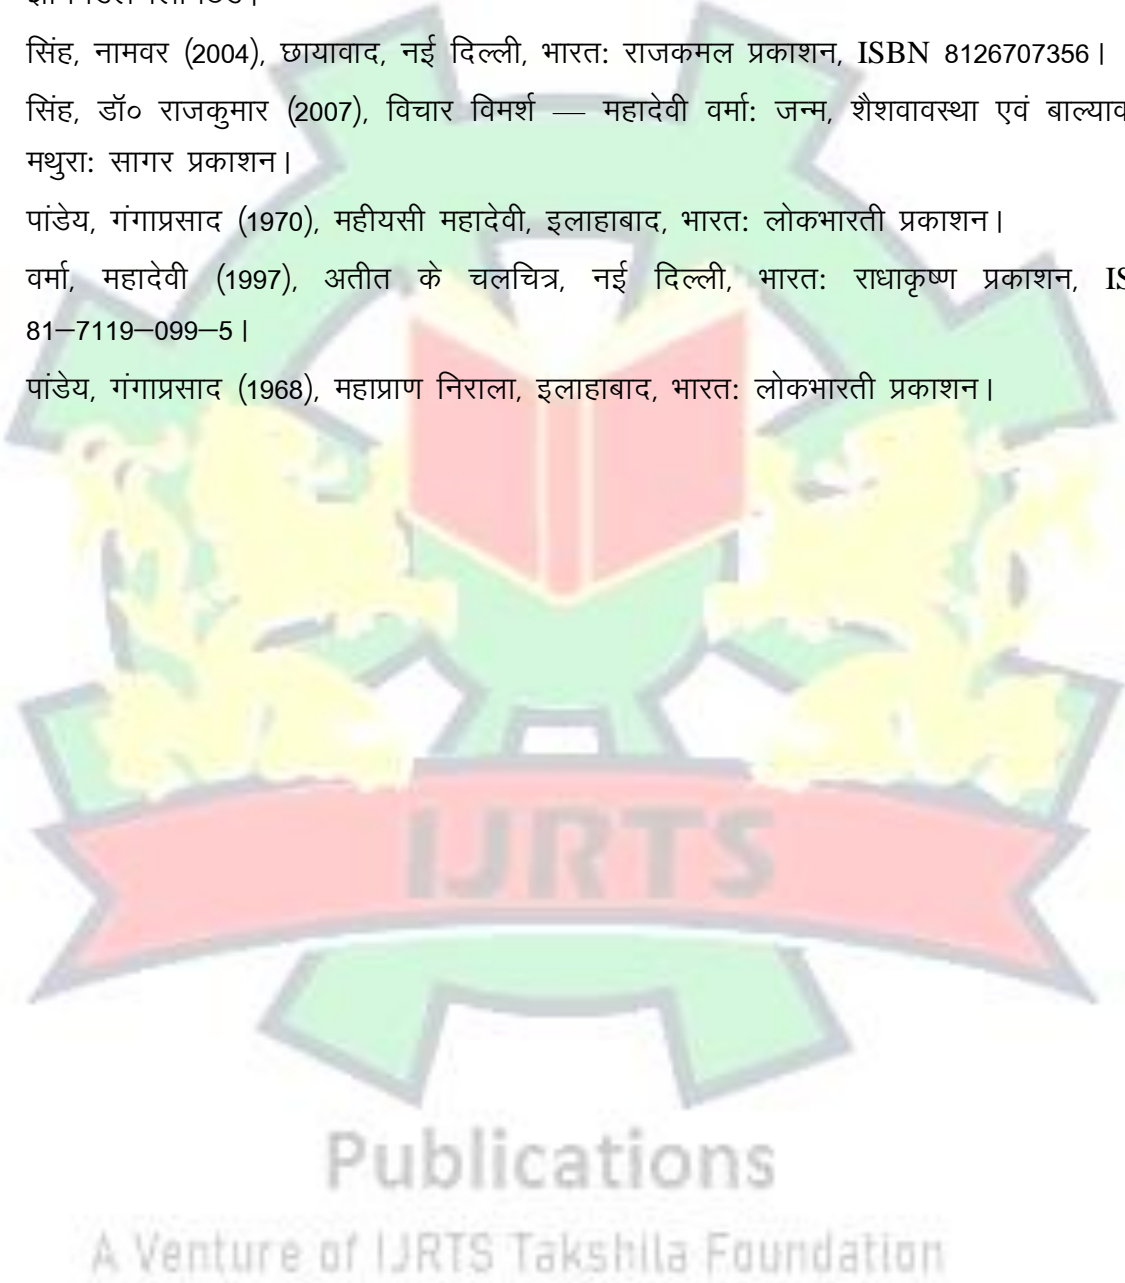 सिंह, नामवर (2004), छायावाद, नई दिल्ली, भारत: राजकमल प्रकाशन, ISBN 8126707356।
सिंह, डॉ० राजकुमार (2007), विचार विमर्श — महादेवी वर्मा: जन्म, शैशवावस्था एवं
मथुरा: सागर प्रकाशन।
पांडेय, गंगाप्रसाद (1970), महीयसी महादेवी, इलाहाबाद, भारत: लोकभारती प्रकाशन।
वर्मा, महादेवी (1997), अतीत के चलचित्र, नई दिल्ली, भारत: राधाकृष्ण प्रकाशन,
81–7119–099–5।
पांडेय, गंगाप्रसाद (1968), महाप्राण निराला, इलाहाबाद, भारत: लोकभारती प्रकाशन।
IJRTS
Publications
A Venture of IJRTS Takshila Foundation